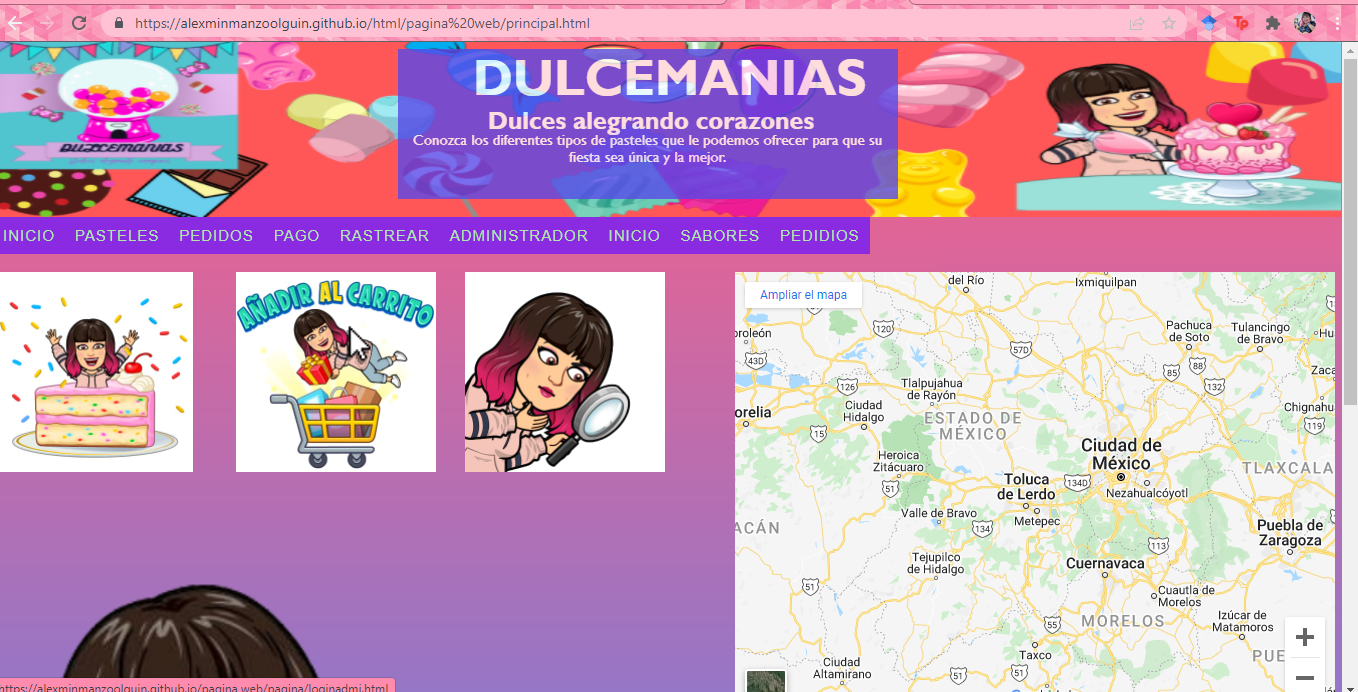 https://alexminmanzoolguin.github.io/html/pagina%20web/principal.html
DULCEMANIAS
DULCEMANIAS
Dulces alegrando corazones
Conozca los diferentes tipos de pasteles que le podemos ofrecer para que su
fiesta sea única y la mejor.
INICIO PASTELES PEDIDOS PAGO RASTREAR ADMINISTRADOR INICIO SABORES PEDIDIOS
AÑADIR AL CARRITO
Ampliar el mapa
del Río
Ixmiquilpan
oroleón
120
57D
Pachuca
de Soto
Tulancingo
de Bravo
43D
85
88
132
126
Tlalpujahua
de Rayón
Zaca
orelia
Ciudad
Hidalgo
ESTADO DE
MÉXICO
Chignahu
119
15
Ciudad de
México
Heroica
Zitácuaro
TLAXCALA
51
Toluca
de Lerdo
134D
Nezahualcóyotl
Valle de Bravo
Metepec
134
ACÁN
Puebla de
Zaragoza
113
Tejupilco
de Hidalgo
Cuernavaca
51
Cuautla de
Morelos
55
MORELOS
Izúcar de
Matamoros
Taxco
PUE
Ciudad
Altamirano
51
51
https://alexminmanzoolguin.github.io/pagina web/pagina/loginadmi.html